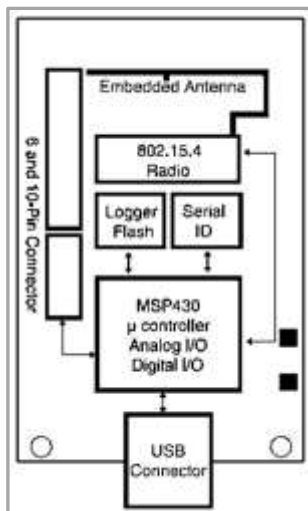 Embedded Antenna
6 and 10-Pin Connector
802.15.4
Radio
Logger
Flash
Serial
ID
MSP430
µ controller
Analog I/O
Digital I/O
USB
Connector